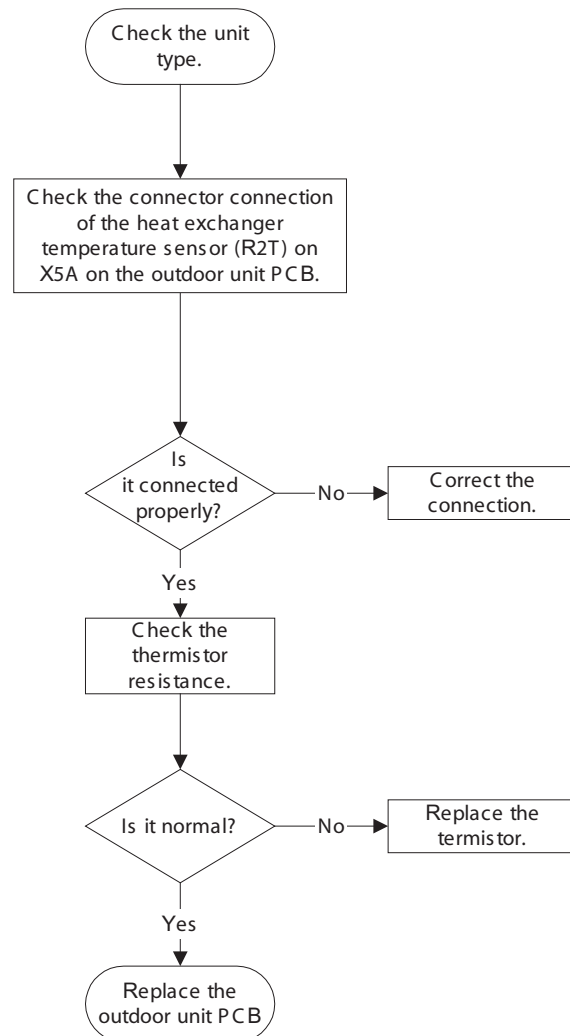 Check the unit
type.
Check the connector connection
of the heat exchanger
temperature sensor (R2T) on
X5A on the outdoor unit PCB.
Is
it connected
properly?
No
Correct the
connection.
Yes
Check the
thermistor
resistance.
Is it normal?
No
Replace the
termistor.
Yes
Replace the
outdoor unit PCB